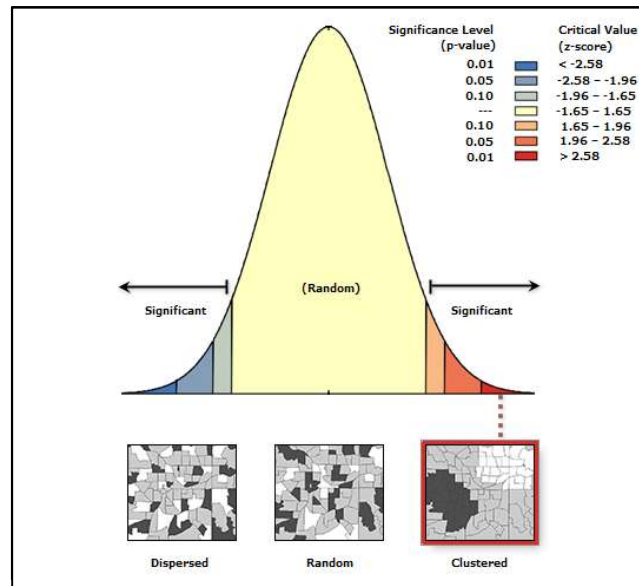 Significance Level Critical Value
(p-value) (z-score)
0.01 < -2.58
0.05 -2.58 – -1.96
0.10 -1.96 – -1.65
--- -1.65 – 1.65
0.10 1.65 – 1.96
0.05 1.96 – 2.58
0.01 > 2.58
(Random)
Significant Significant
Dispersed Random Clustered